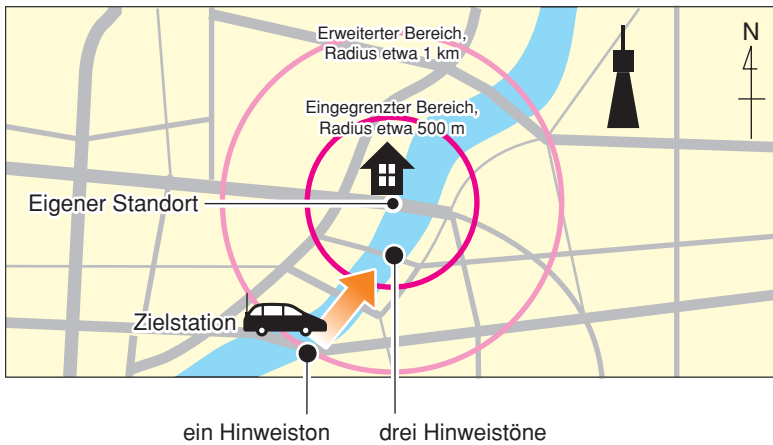 Erweiterter Bereich,
Radius etwa 1 km
N
Eingegrenzter Bereich,
Radius etwa 500 m
Eigener Standort
Zielstation
ein Hinweiston
drei Hinweistöne